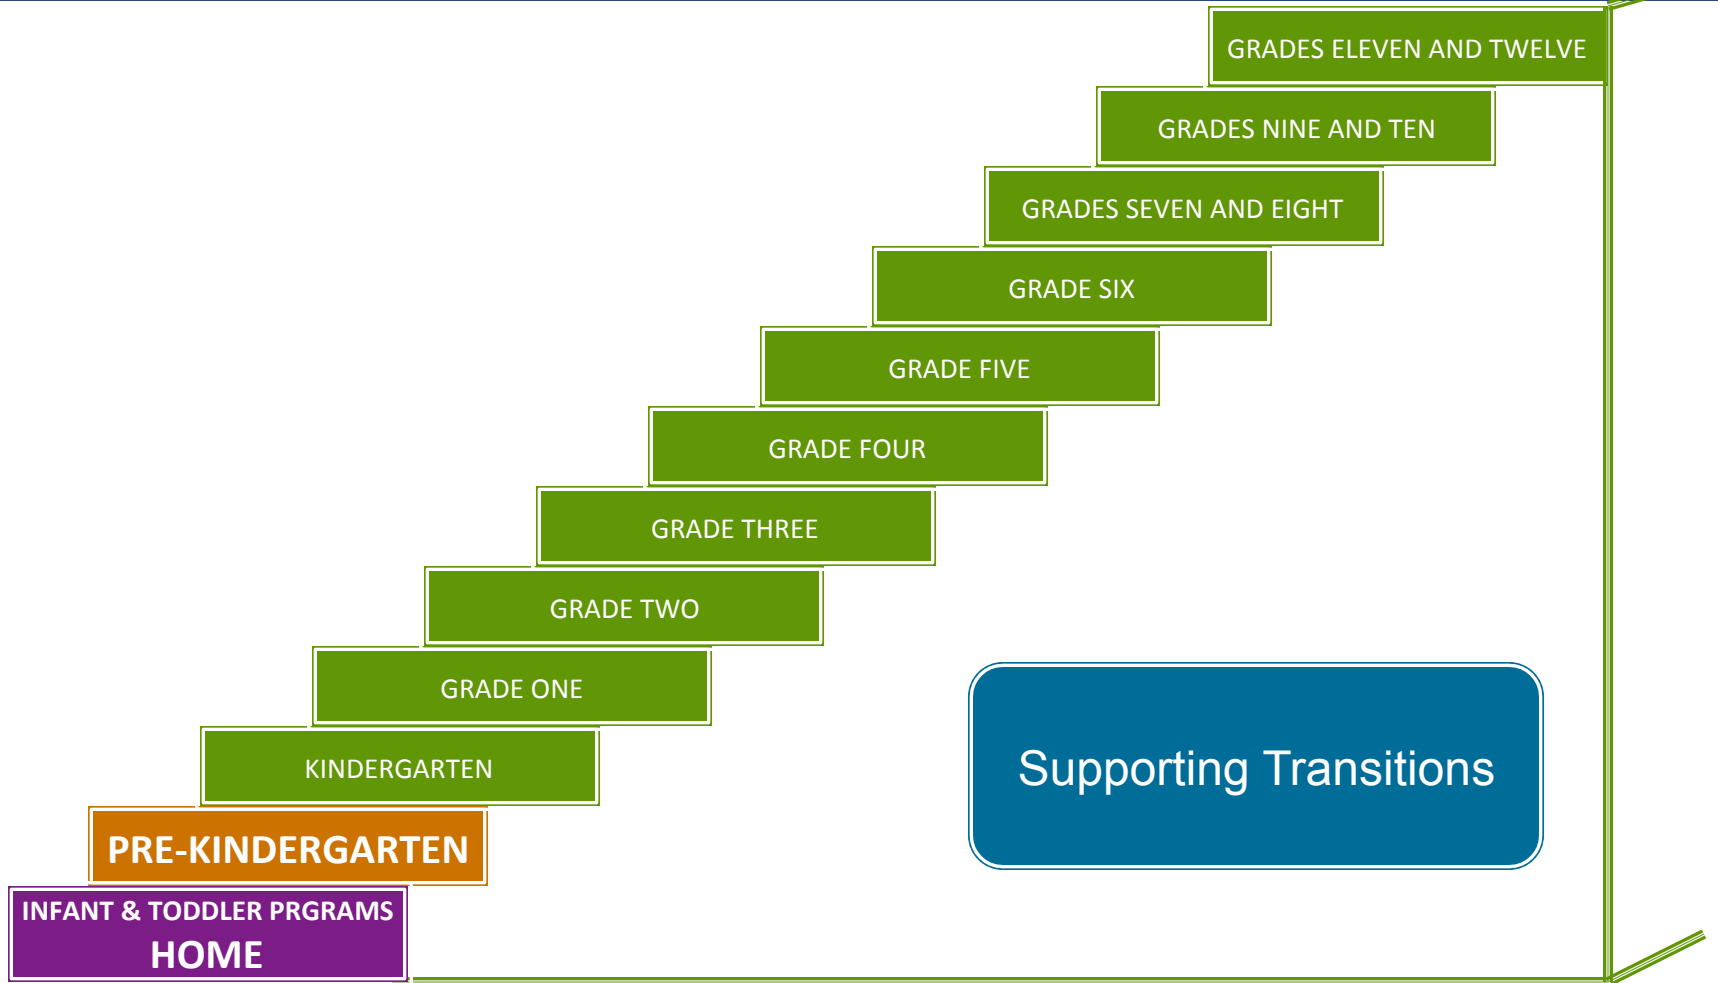 GRADES ELEVEN AND TWELVE
GRADES NINE AND TEN
GRADES SEVEN AND EIGHT
GRADE SIX
GRADE FIVE
GRADE FOUR
GRADE THREE
GRADE TWO
GRADE ONE
KINDERGARTEN
Supporting Transitions
PRE-KINDERGARTEN
INFANT & TODDLER PRGRAMS
HOME